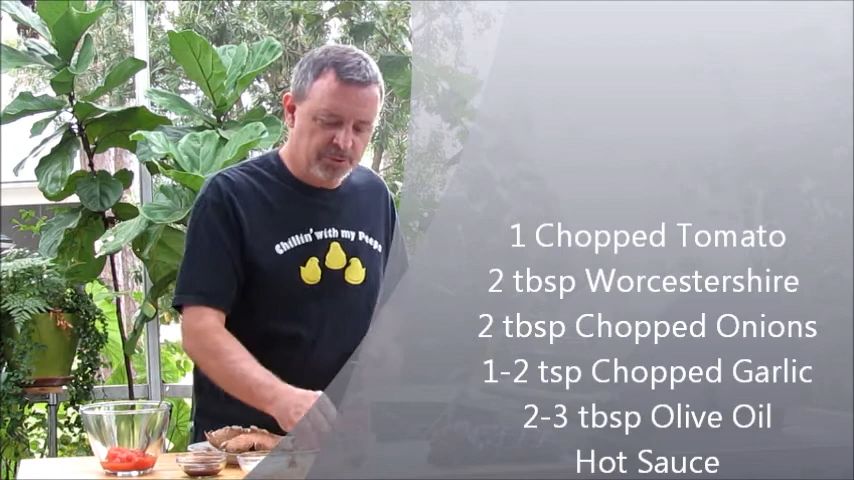 Chillin' with my Peeps
1 Chopped Tomato
2 tbsp Worcestershire
2 tbsp Chopped Onions
1-2 tsp Chopped Garlic
2-3 tbsp Olive Oil
Hot Sauce